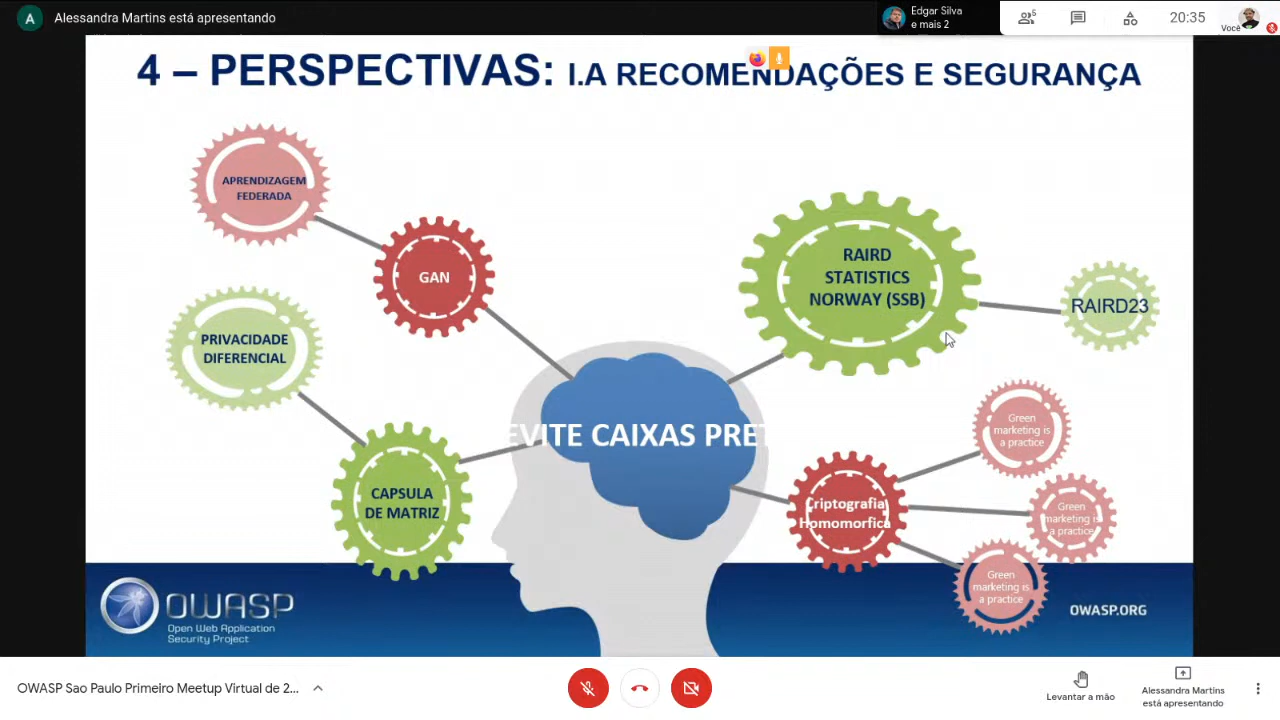 A
Alessandra Martins está apresentando
Edgar Silva
e mais 2
6
20:35
Você
4 – PERSPECTIVAS: I.A RECOMENDAÇÕES E SEGURANÇA
APRENDIZAGEM
FEDERADA
GAN
PRIVACIDADE
DIFERENCIAL
CAPSULA
DE MATRIZ
EVITE CAIXAS PRET
RAIRD
STATISTICS
NORWAY (SSB)
RAIRD23
Criptografia
Homomorfica
Green
marketing is
a practice
Green
marketing is
a practice
Green
marketing is
a practice
OWASP
Open Web Application
Security Project
OWASP.ORG
OWASP Sao Paulo Primeiro Meetup Virtual de 2...
Levantar a mão
Alessandra Martins
está apresentando